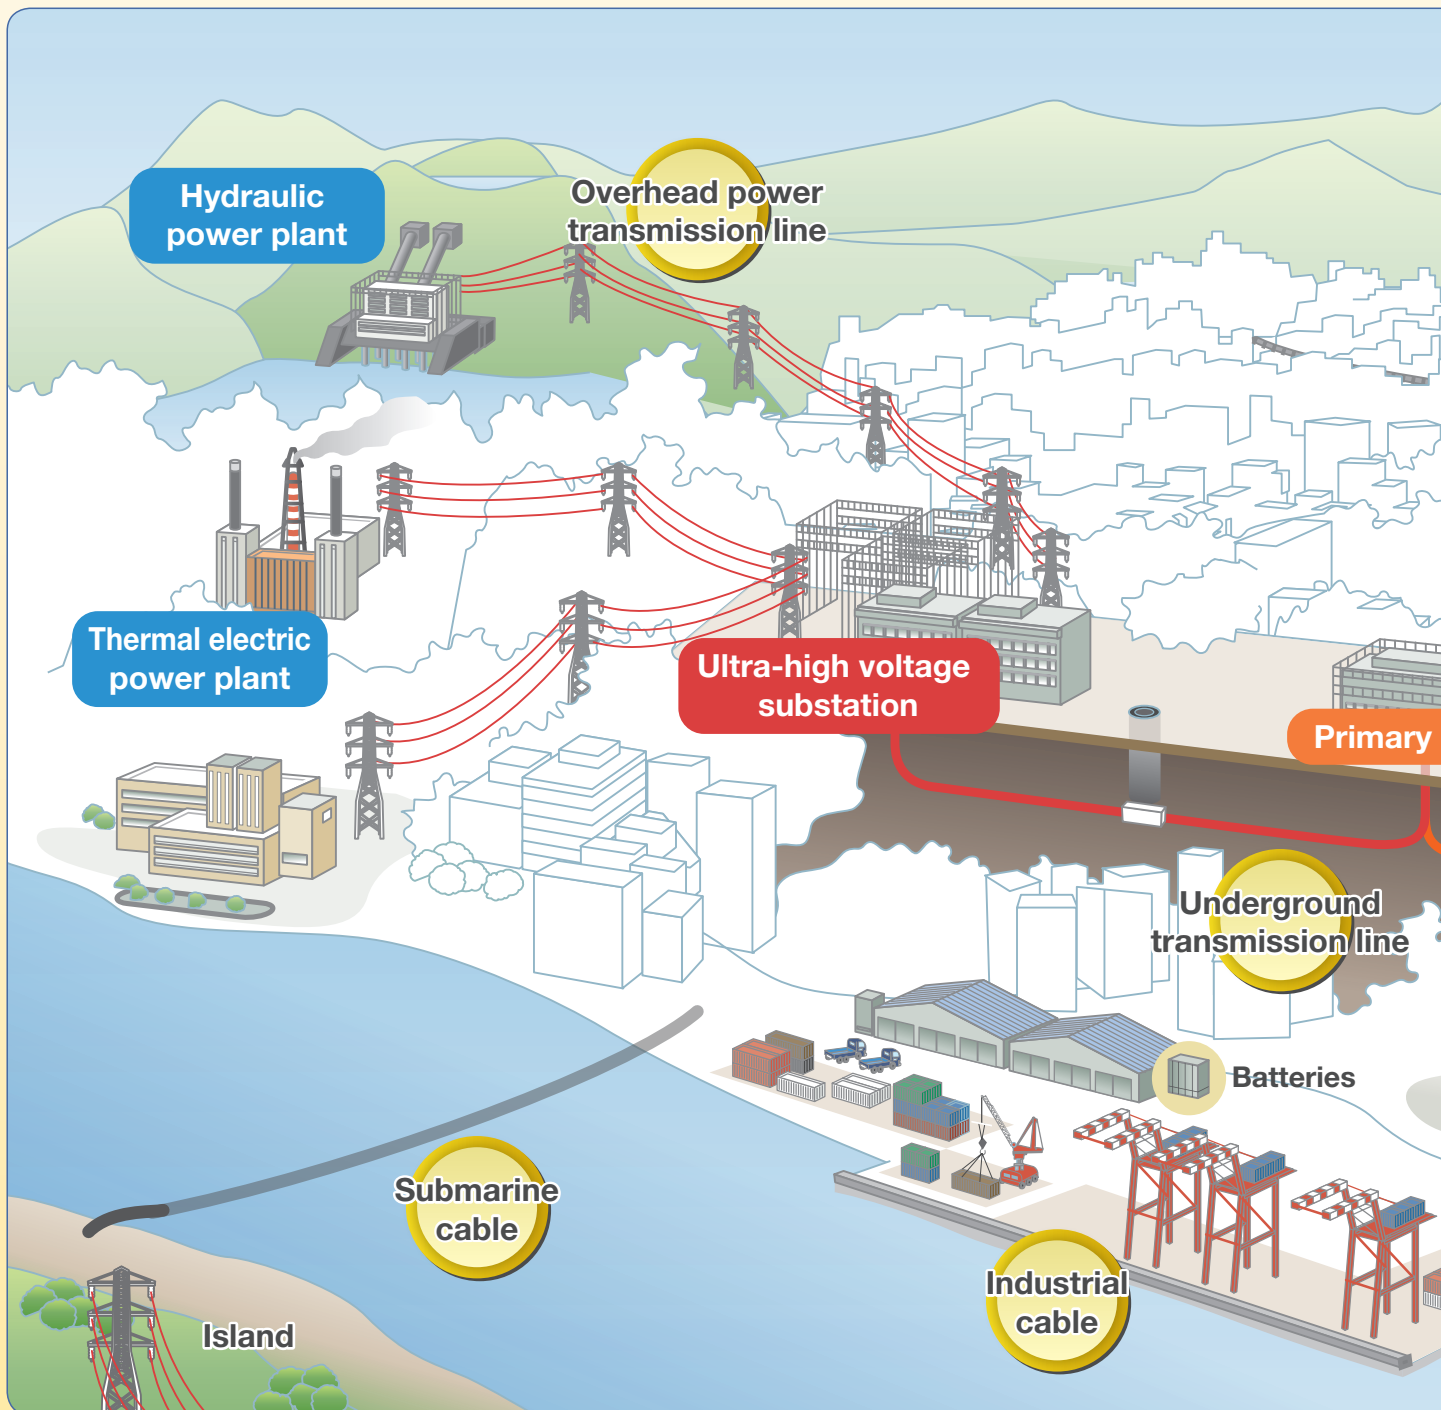 Hydraulic
power plant
Overhead power
transmission line
Thermal electric
power plant
Ultra-high voltage
substation
Primary
Underground
transmission line
Batteries
Submarine
cable
Industrial
cable
Island